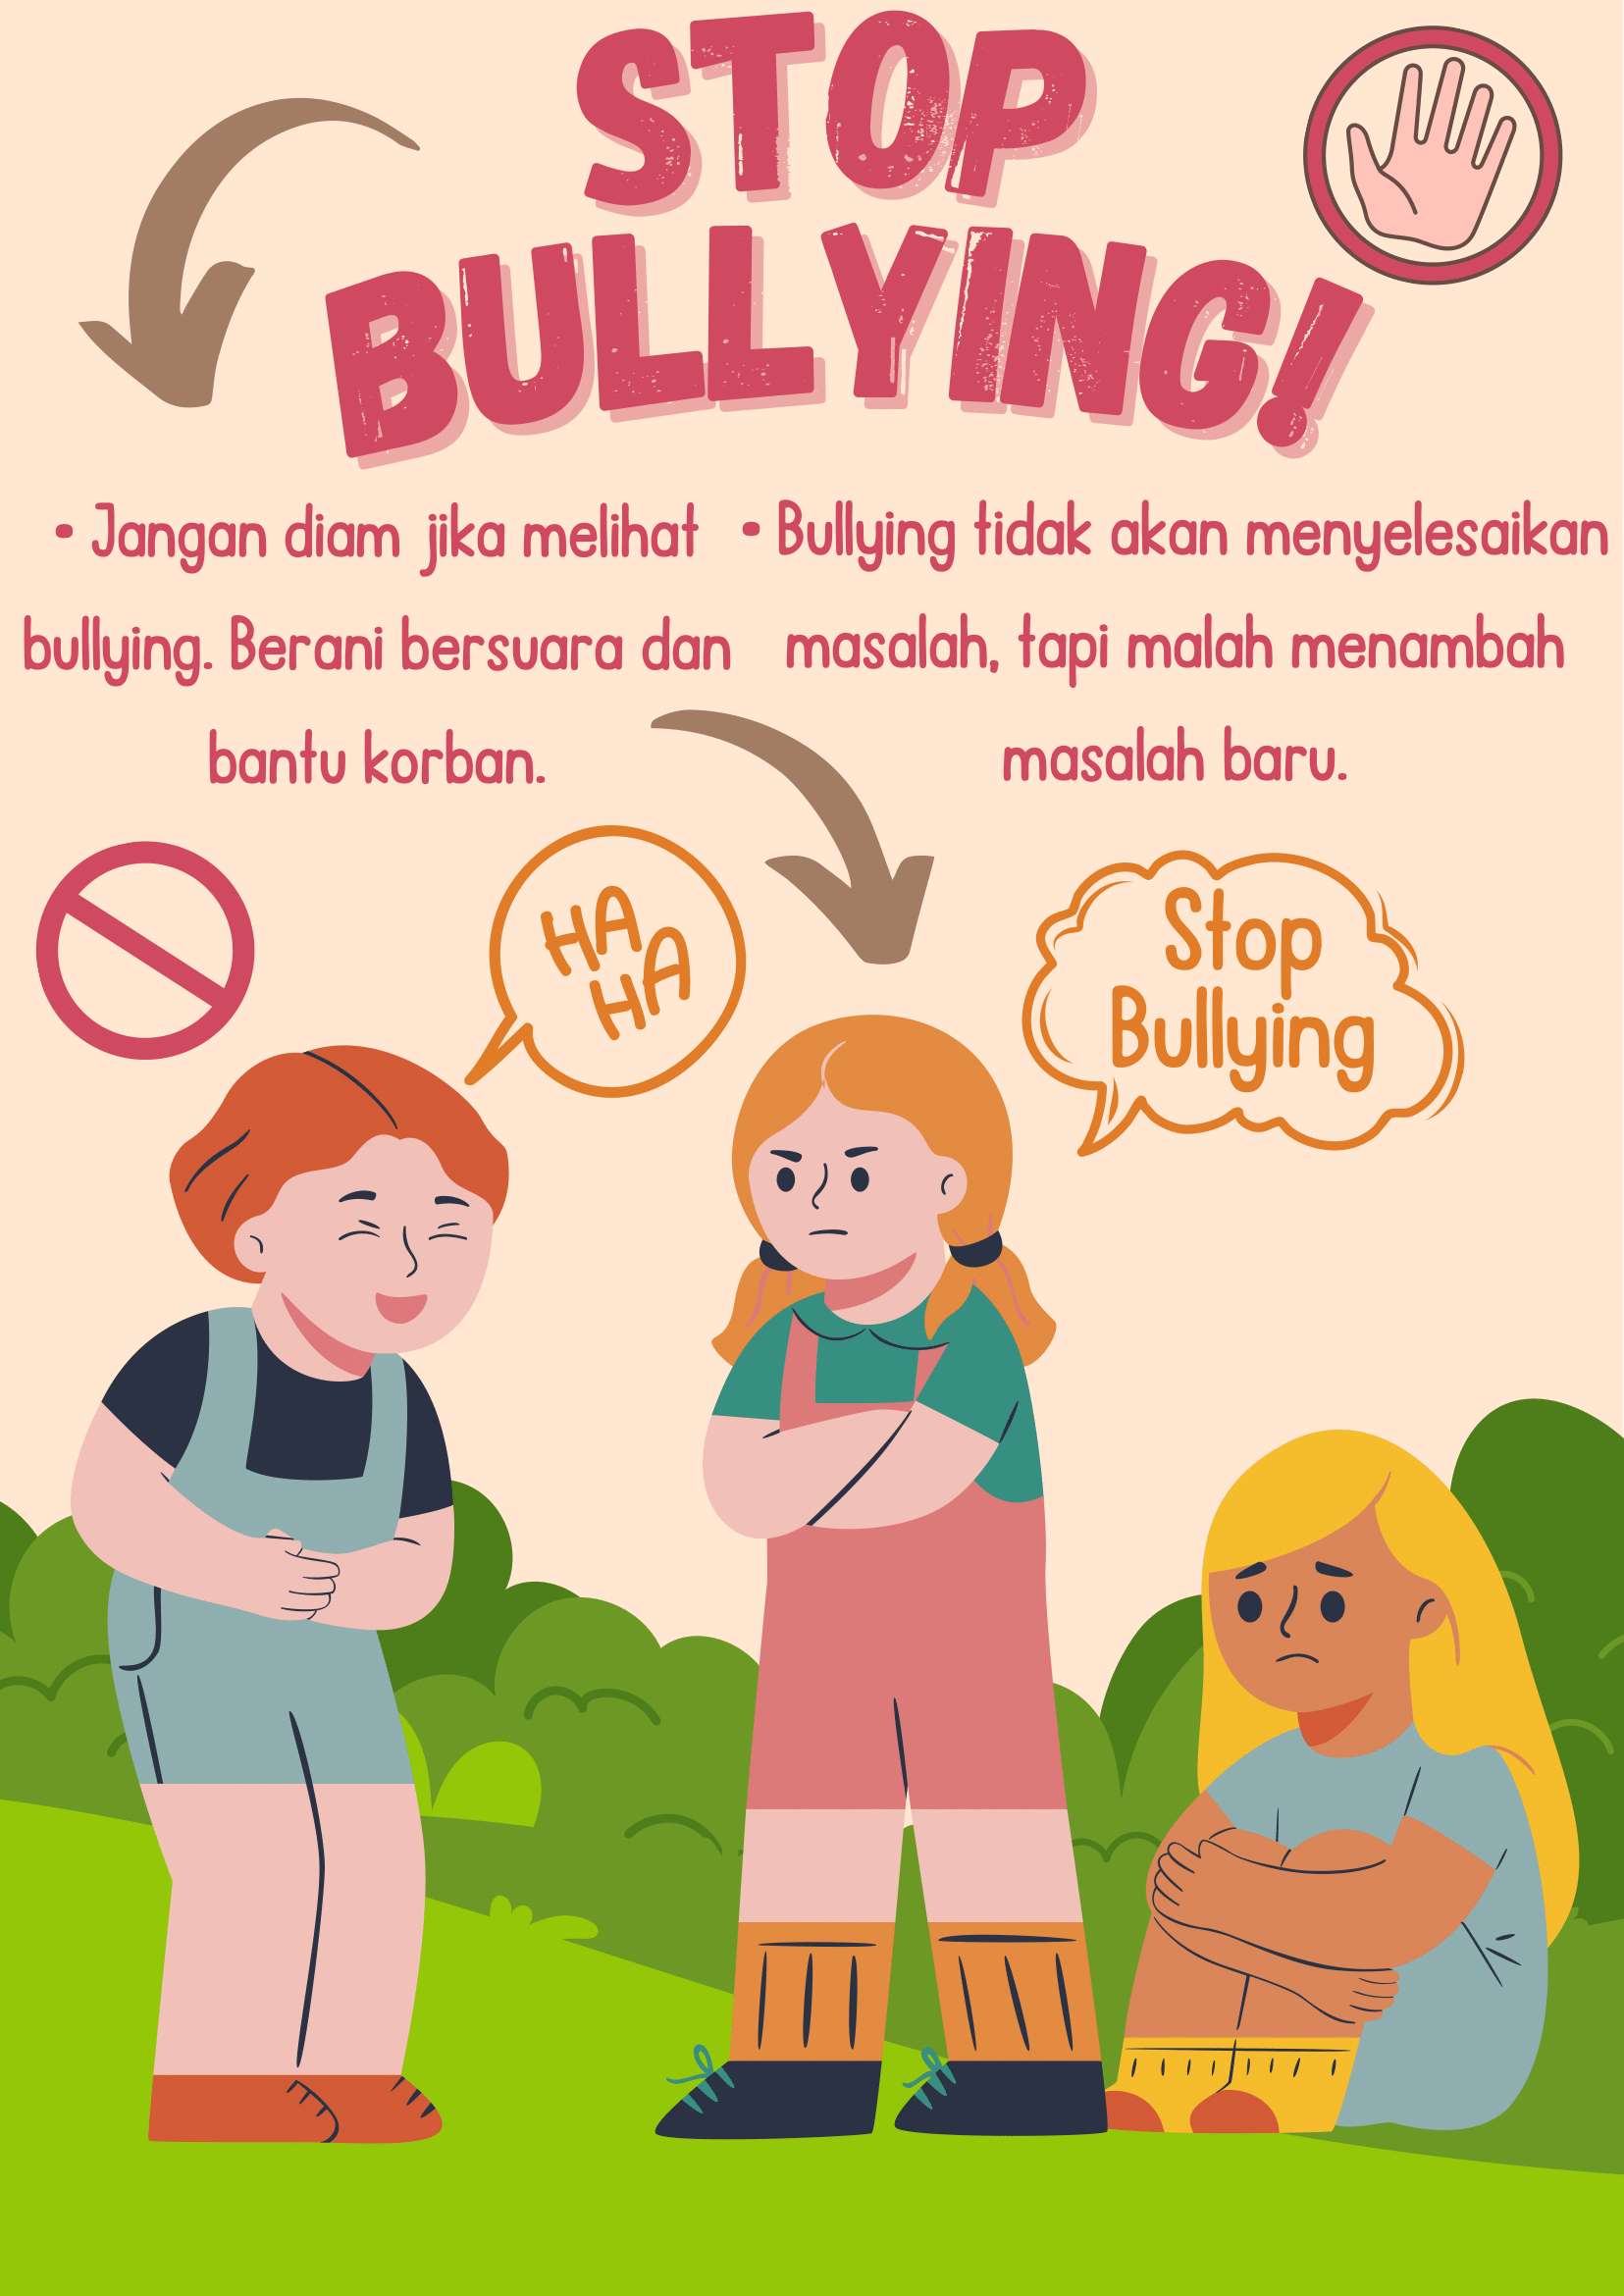 STOP
BULLYING!
• Jangan diam jika melihat
bullying. Berani bersuara dan
bantu korban.
• Bullying tidak akan menyelesaikan
masalah, tapi malah menambah
masalah baru.
HA
HA
Stop
Bullying